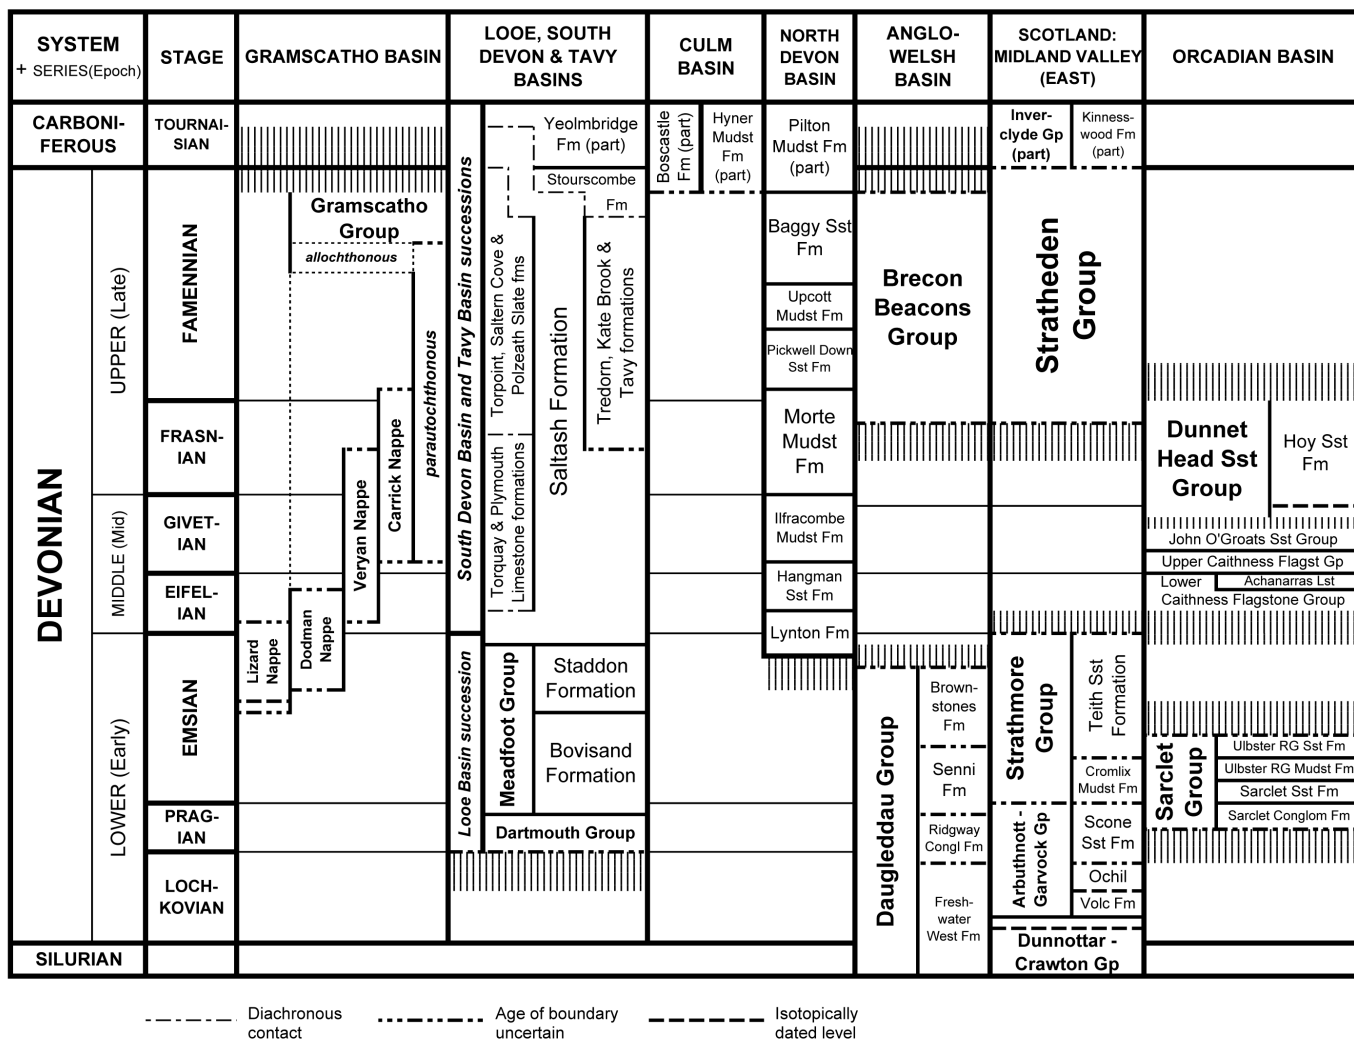 SYSTEM
+ SERIES(Epoch)
STAGE
GRAMSCATHO BASIN
LOOE, SOUTH
DEVON & TAVY
BASINS
CULM
BASIN
NORTH
DEVON
BASIN
ANGLO-
WELSH
BASIN
SCOTLAND:
MIDLAND VALLEY
(EAST)
ORCADIAN BASIN
CARBONI-
FEROUS
TOURNAI-
SIAN
DEVONIAN
UPPER (Late)
MIDDLE (Mid)
LOWER (Early)
FAMENNIAN
FRASN-
IAN
GIVET-
IAN
EIFEL-
IAN
EMSIAN
PRAG-
IAN
LOCH-
KOVIAN
SILURIAN
Gramscatho
Group
allochthonous
parautochthonous
Carrick Nappe
Veryan Nappe
Dodman
Nappe
Lizard
Nappe
South Devon Basin and Tavy Basin successions
Looe Basin succession
Yeolmbridge
Fm (part)
Stourscombe
Fm
Torpoint, Saltern Cove &
Polzeath Slate fms
Torquay & Plymouth
Limestone formations
Saltash Formation
Tredorn, Kate Brook &
Tavy formations
Meadfoot Group
Staddon
Formation
Bovisand
Formation
Dartmouth Group
Boscastle
Fm (part)
Hyner
Mudst
Fm
(part)
Pilton
Mudst Fm
(part)
Baggy Sst
Fm
Upcott
Mudst Fm
Pickwell Down
Sst Fm
Morte
Mudst
Fm
Ilfracombe
Mudst Fm
Hangman
Sst Fm
Lynton Fm
Brecon
Beacons
Group
Daugleddau Group
Brown-
stones
Fm
Senni
Fm
Ridgway
Congl Fm
Fresh-
water
West Fm
Inver-
clyde Gp
(part)
Kinness-
wood Fm
(part)
Stratheden
Group
Strathmore
Group
Teith Sst
Formation
Cromlix
Mudst Fm
Arbuthnott -
Garvock Gp
Scone
Sst Fm
Ochil
Volc Fm
Dunnottar -
Crawton Gp
Dunnet
Head Sst
Group
Hoy Sst
Fm
John O'Groats Sst Group
Upper Caithness Flagst Gp
Lower
Achanarras Lst
Caithness Flagstone Group
Sarclet
Group
Ulbster RG Sst Fm
Ulbster RG Mudst Fm
Sarclet Sst Fm
Sarclet Conglom Fm
Diachronous
contact
Age of boundary
uncertain
Isotopically
dated level